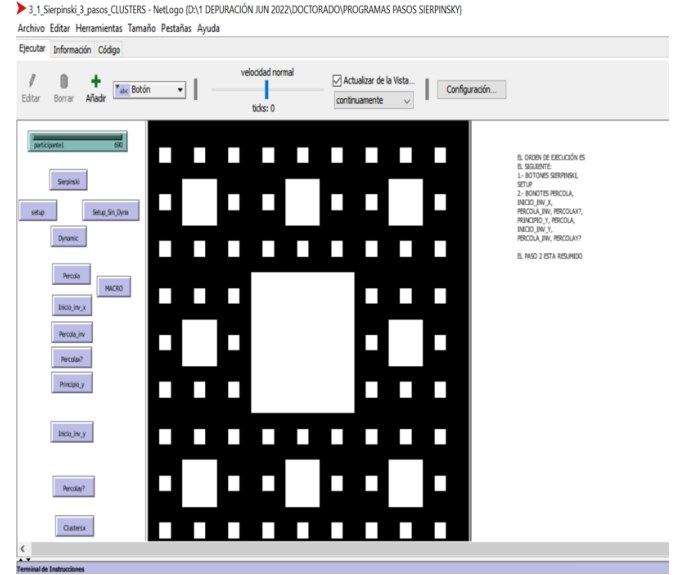 3_1_Sierpinski_3_pasos_CLUSTERS - NetLogo {D:\1 DEPURACIÓN JUN 2022\DOCTORADO\PROGRAMAS PASOS SIERPINSKY}
Archivo Editar Herramientas Tamaño Pestañas Ayuda
Ejecutar Información Código
Editar Borrar Añadir abc Botón
velocidad normal
ticks: 0
Actualizar de la Vista...
continuamente
Configuración...
participante1 690
Sierpinski
setup Setup_Sin_Dyna
Dynamic
Percola
MACRO
Inicio_inv_x
Percola_inv
Percolax?
Principio_y
Inicio_inv_y
Percolay?
Clustersx
EL ORDEN DE EJECUCIÓN ES
EL SIGUIENTE:
1.- BOTONES SIERPINSKI,
SETUP
2.- BONOTES PERCOLA,
INICIO_INV_X,
PERCOLA_INV, PERCOLAX?,
PRINCIPIO_Y, PERCOLA,
INICIO_INV_Y,
PERCOLA_INV, PERCOLAY?
EL PASO 2 ESTA RESUMIDO
Terminal de Instrucciones